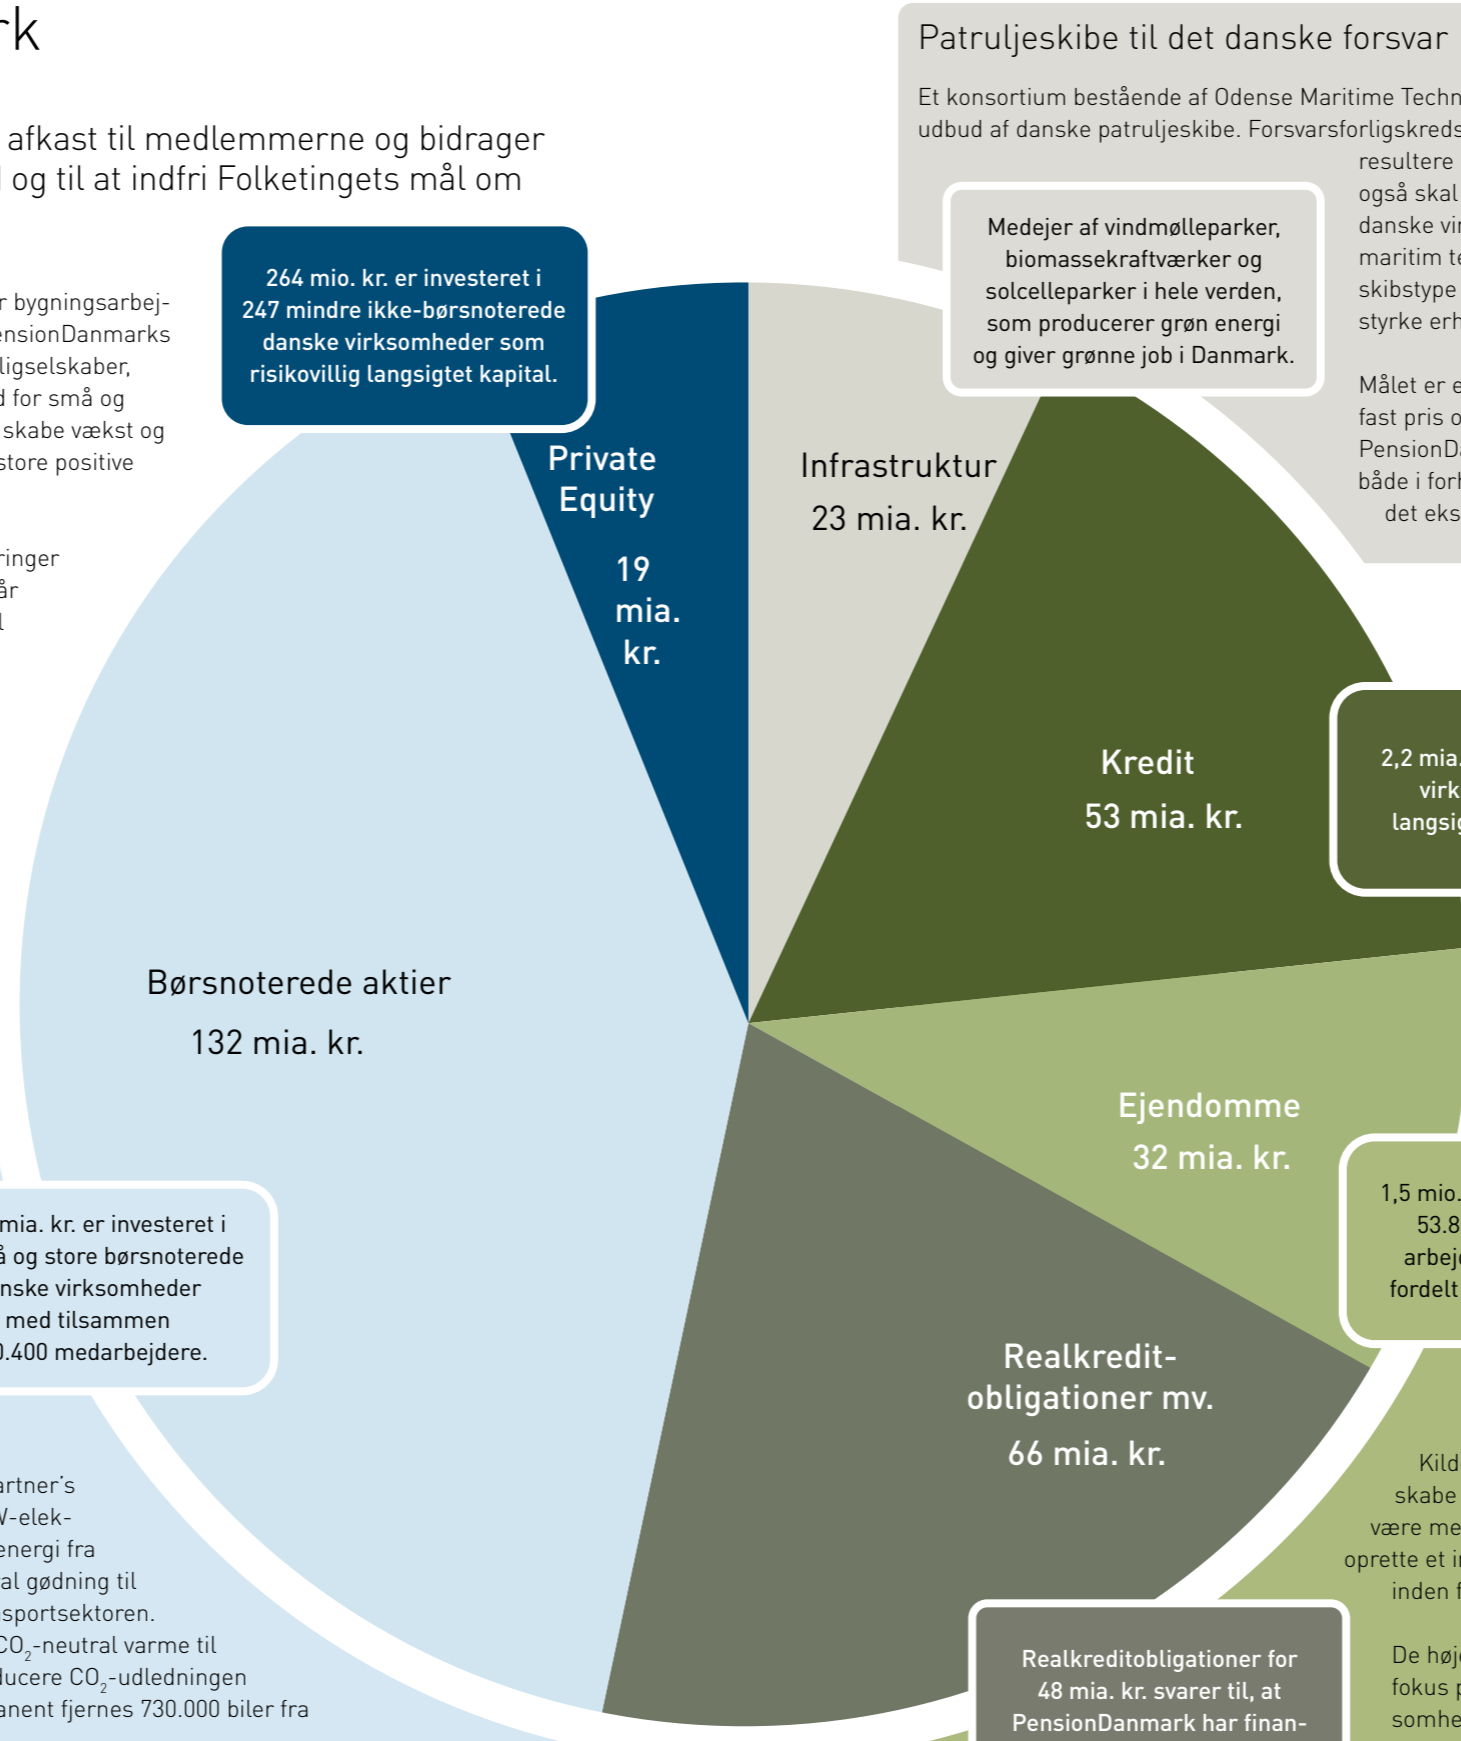 rk
afkast til medlemmerne og bidrager
og til at indfri Folketingets mål om
r bygningsarbej-
ensionDanmarks
ligselskaber,
d for små og
skabe vækst og
store positive
ringer
år
264 mio. kr. er investeret i
247 mindre ikke-børsnoterede
danske virksomheder som
risikovillig langsigtet kapital.
Patruljeskibe til det danske forsvar
Et konsortium bestående af Odense Maritime Techn
udbud af danske patruljeskibe. Forsvarsforligskreds
resultere
også skal
danske vir
maritim te
skibstype
styrke erh
Målet er e
fast pris o
PensionDa
både i forh
det eks
Medejer af vindmølleparker,
biomassekraftværker og
solcelleparker i hele verden,
som producerer grøn energi
og giver grønne job i Danmark.
Private
Equity
19
mia.
kr.
Infrastruktur
23 mia. kr.
Kredit
53 mia. kr.
2,2 mia.
virk
langsig
Børsnoterede aktier
132 mia. kr.
Ejendomme
32 mia. kr.
1,5 mio.
53.8
arbejd
fordelt
mia. kr. er investeret i
å og store børsnoterede
nske virksomheder
med tilsammen
0.400 medarbejdere.
Realkredit-
obligationer mv.
66 mia. kr.
artner's
W-elek-
energi fra
al gødning til
sportsektoren.
CO₂-neutral varme til
ducere CO₂-udledningen
anent fjernes 730.000 biler fra
Realkreditobligationer for
48 mia. kr. svarer til, at
PensionDanmark har finan-
Kild
skabe
være me
oprette et i
inden f
De høje
fokus p
somhe